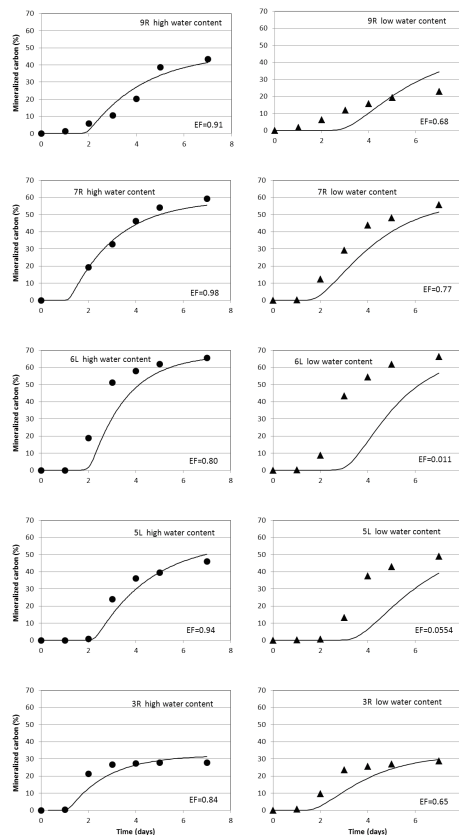 9R high water content
Mineralized carbon (%)
70
60
50
40
30
20
10
0
EF=0.91
0 2 4 6 8
9R low water content
70
60
50
40
30
20
10
0
EF=0.68
0 2 4 6
7R high water content
Mineralized carbon (%)
70
60
50
40
30
20
10
0
EF=0.98
0 2 4 6 8
7R low water content
70
60
50
40
30
20
10
0
EF=0.77
0 2 4 6
6L high water content
Mineralized carbon (%)
70
60
50
40
30
20
10
0
EF=0.80
0 2 4 6 8
6L low water content
70
60
50
40
30
20
10
0
EF=0.011
0 2 4 6
5L high water content
Mineralized carbon (%)
70
60
50
40
30
20
10
0
EF=0.94
0 2 4 6 8
5L low water content
70
60
50
40
30
20
10
0
EF=0.0554
0 2 4 6
3R high water content
Mineralized carbon (%)
70
60
50
40
30
20
10
0
EF=0.84
0 2 4 6 8
Time (days)
3R low water content
70
60
50
40
30
20
10
0
EF=0.65
0 2 4 6
Time (days)